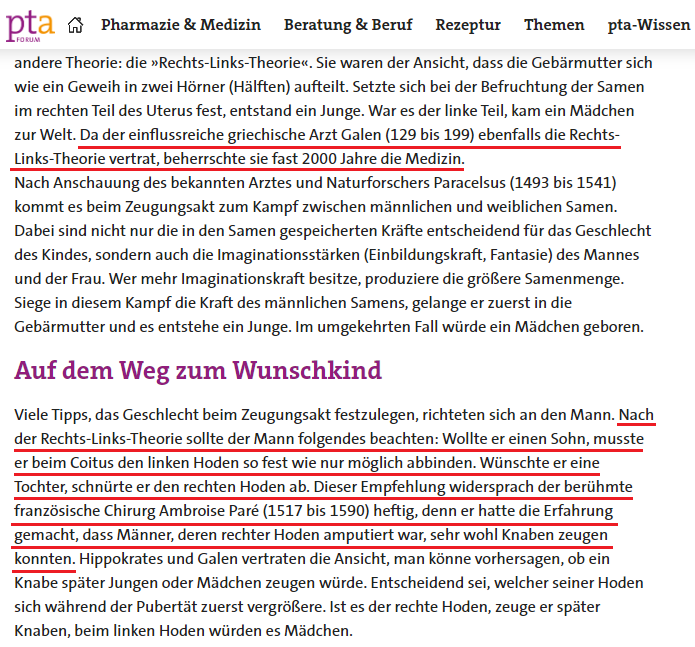 pta
FORUM
Pharmazie & Medizin
Beratung & Beruf
Rezeptur
Themen
pta-Wissen
andere Theorie: die »Rechts-Links-Theorie«. Sie waren der Ansicht, dass die Gebärmutter sich
wie ein Geweih in zwei Hörner (Hälften) aufteilt. Setzte sich bei der Befruchtung der Samen
im rechten Teil des Uterus fest, entstand ein Junge. War es der linke Teil, kam ein Mädchen
zur Welt. Da der einflussreiche griechische Arzt Galen (129 bis 199) ebenfalls die Rechts-
Links-Theorie vertrat, beherrschte sie fast 2000 Jahre die Medizin.
Nach Anschauung des bekannten Arztes und Naturforschers Paracelsus (1493 bis 1541)
kommt es beim Zeugungsakt zum Kampf zwischen männlichen und weiblichen Samen.
Dabei sind nicht nur die in den Samen gespeicherten Kräfte entscheidend für das Geschlecht
des Kindes, sondern auch die Imaginationsstärken (Einbildungskraft, Fantasie) des Mannes
und der Frau. Wer mehr Imaginationskraft besitze, produziere die größere Samenmenge.
Siege in diesem Kampf die Kraft des männlichen Samens, gelange er zuerst in die
Gebärmutter und es entstehe ein Junge. Im umgekehrten Fall würde ein Mädchen geboren.
Auf dem Weg zum Wunschkind
Viele Tipps, das Geschlecht beim Zeugungsakt festzulegen, richteten sich an den Mann. Nach
der Rechts-Links-Theorie sollte der Mann folgendes beachten: Wollte er einen Sohn, musste
er beim Coitus den linken Hoden so fest wie nur möglich abbinden. Wünschte er eine
Tochter, schnürte er den rechten Hoden ab. Dieser Empfehlung widersprach der berühmte
französische Chirurg Ambroise Paré (1517 bis 1590) heftig, denn er hatte die Erfahrung
gemacht, dass Männer, deren rechter Hoden amputiert war, sehr wohl Knaben zeugen
konnten. Hippokrates und Galen vertraten die Ansicht, man könne vorhersagen, ob ein
Knabe später Jungen oder Mädchen zeugen würde. Entscheidend sei, welcher seiner Hoden
sich während der Pubertät zuerst vergrößere. Ist es der rechte Hoden, zeuge er später
Knaben, beim linken Hoden würden es Mädchen.